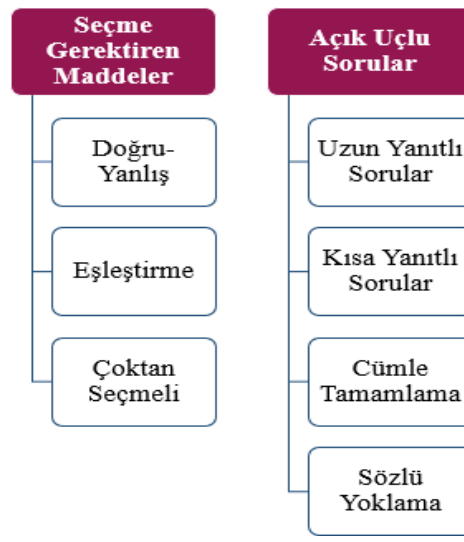 Seçme
Gerektiren
Maddeler
Doğru-
Yanlış
Eşleştirme
Çoktan
Seçmeli
Açık Uçlu
Sorular
Uzun Yanıtlı
Sorular
Kısa Yanıtlı
Sorular
Cümle
Tamamlama
Sözlü
Yoklama